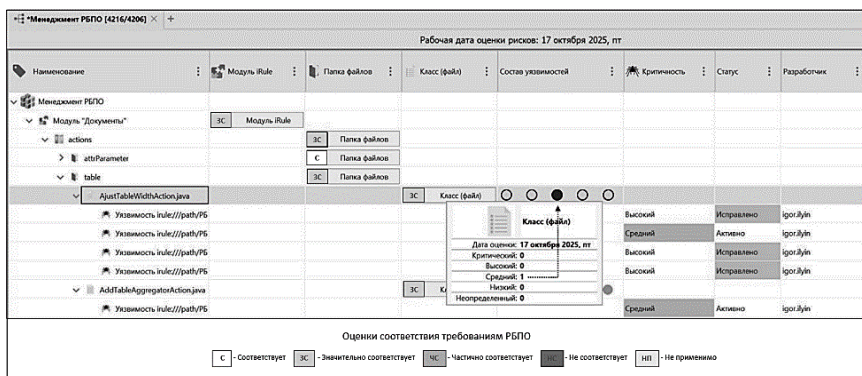 *Менеджмент РБПО [4216/4206] × +
Рабочая дата оценки рисков: 17 октября 2025, пт
Наименование Модуль iRule Папка файлов Класс (файл) Состав уязвимостей Критичность Статус Разработчик
Менеджмент РБПО
Модуль "Документы" ЗС Модуль iRule
actions ЗС Папка файлов
attrParameter С Папка файлов
table ЗС Папка файлов
AjustTableWidthAction.java ЗС Класс (файл)
Уязвимость irule:///path/РБ Высокий Исправлено igor.ilyin
Уязвимость irule:///path/РБ Средний Активно igor.ilyin
Уязвимость irule:///path/РБ Высокий Исправлено igor.ilyin
Уязвимость irule:///path/РБ Высокий Исправлено igor.ilyin
AddTableAggregatorAction.java ЗС
Уязвимость irule:///path/РБ Средний Активно igor.ilyin
Класс (файл)
Дата оценки: 17 октября 2025, пт
Критический: 0
Высокий: 0
Средний: 1
Низкий: 0
Неопределенный: 0
Оценки соответствия требованиям РБПО
С - Соответствует ЗС - Значительно соответствует ЧС - Частично соответствует НС - Не соответствует НП - Не применимо